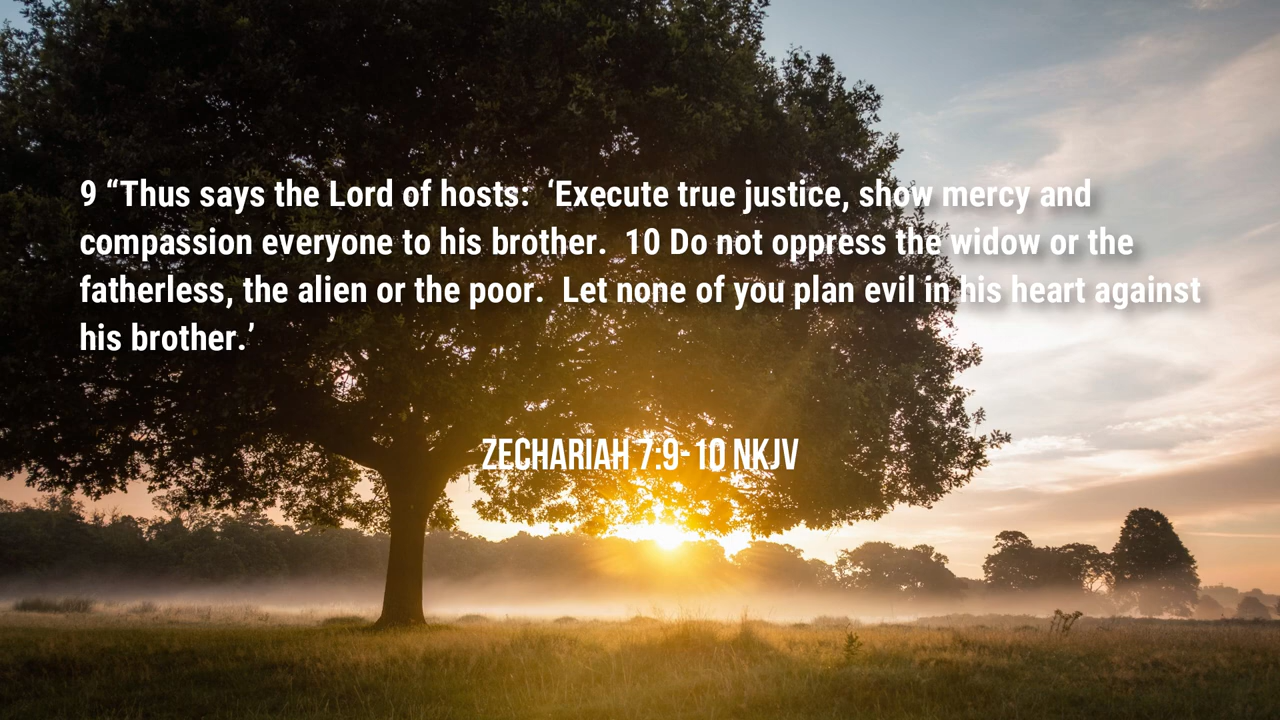 9 “Thus says the Lord of hosts:  ‘Execute true justice, show mercy and
compassion everyone to his brother.  10 Do not oppress the widow or the
fatherless, the alien or the poor.  Let none of you plan evil in his heart against
his brother.’
ZECHARIAH 7:9-10 NKJV